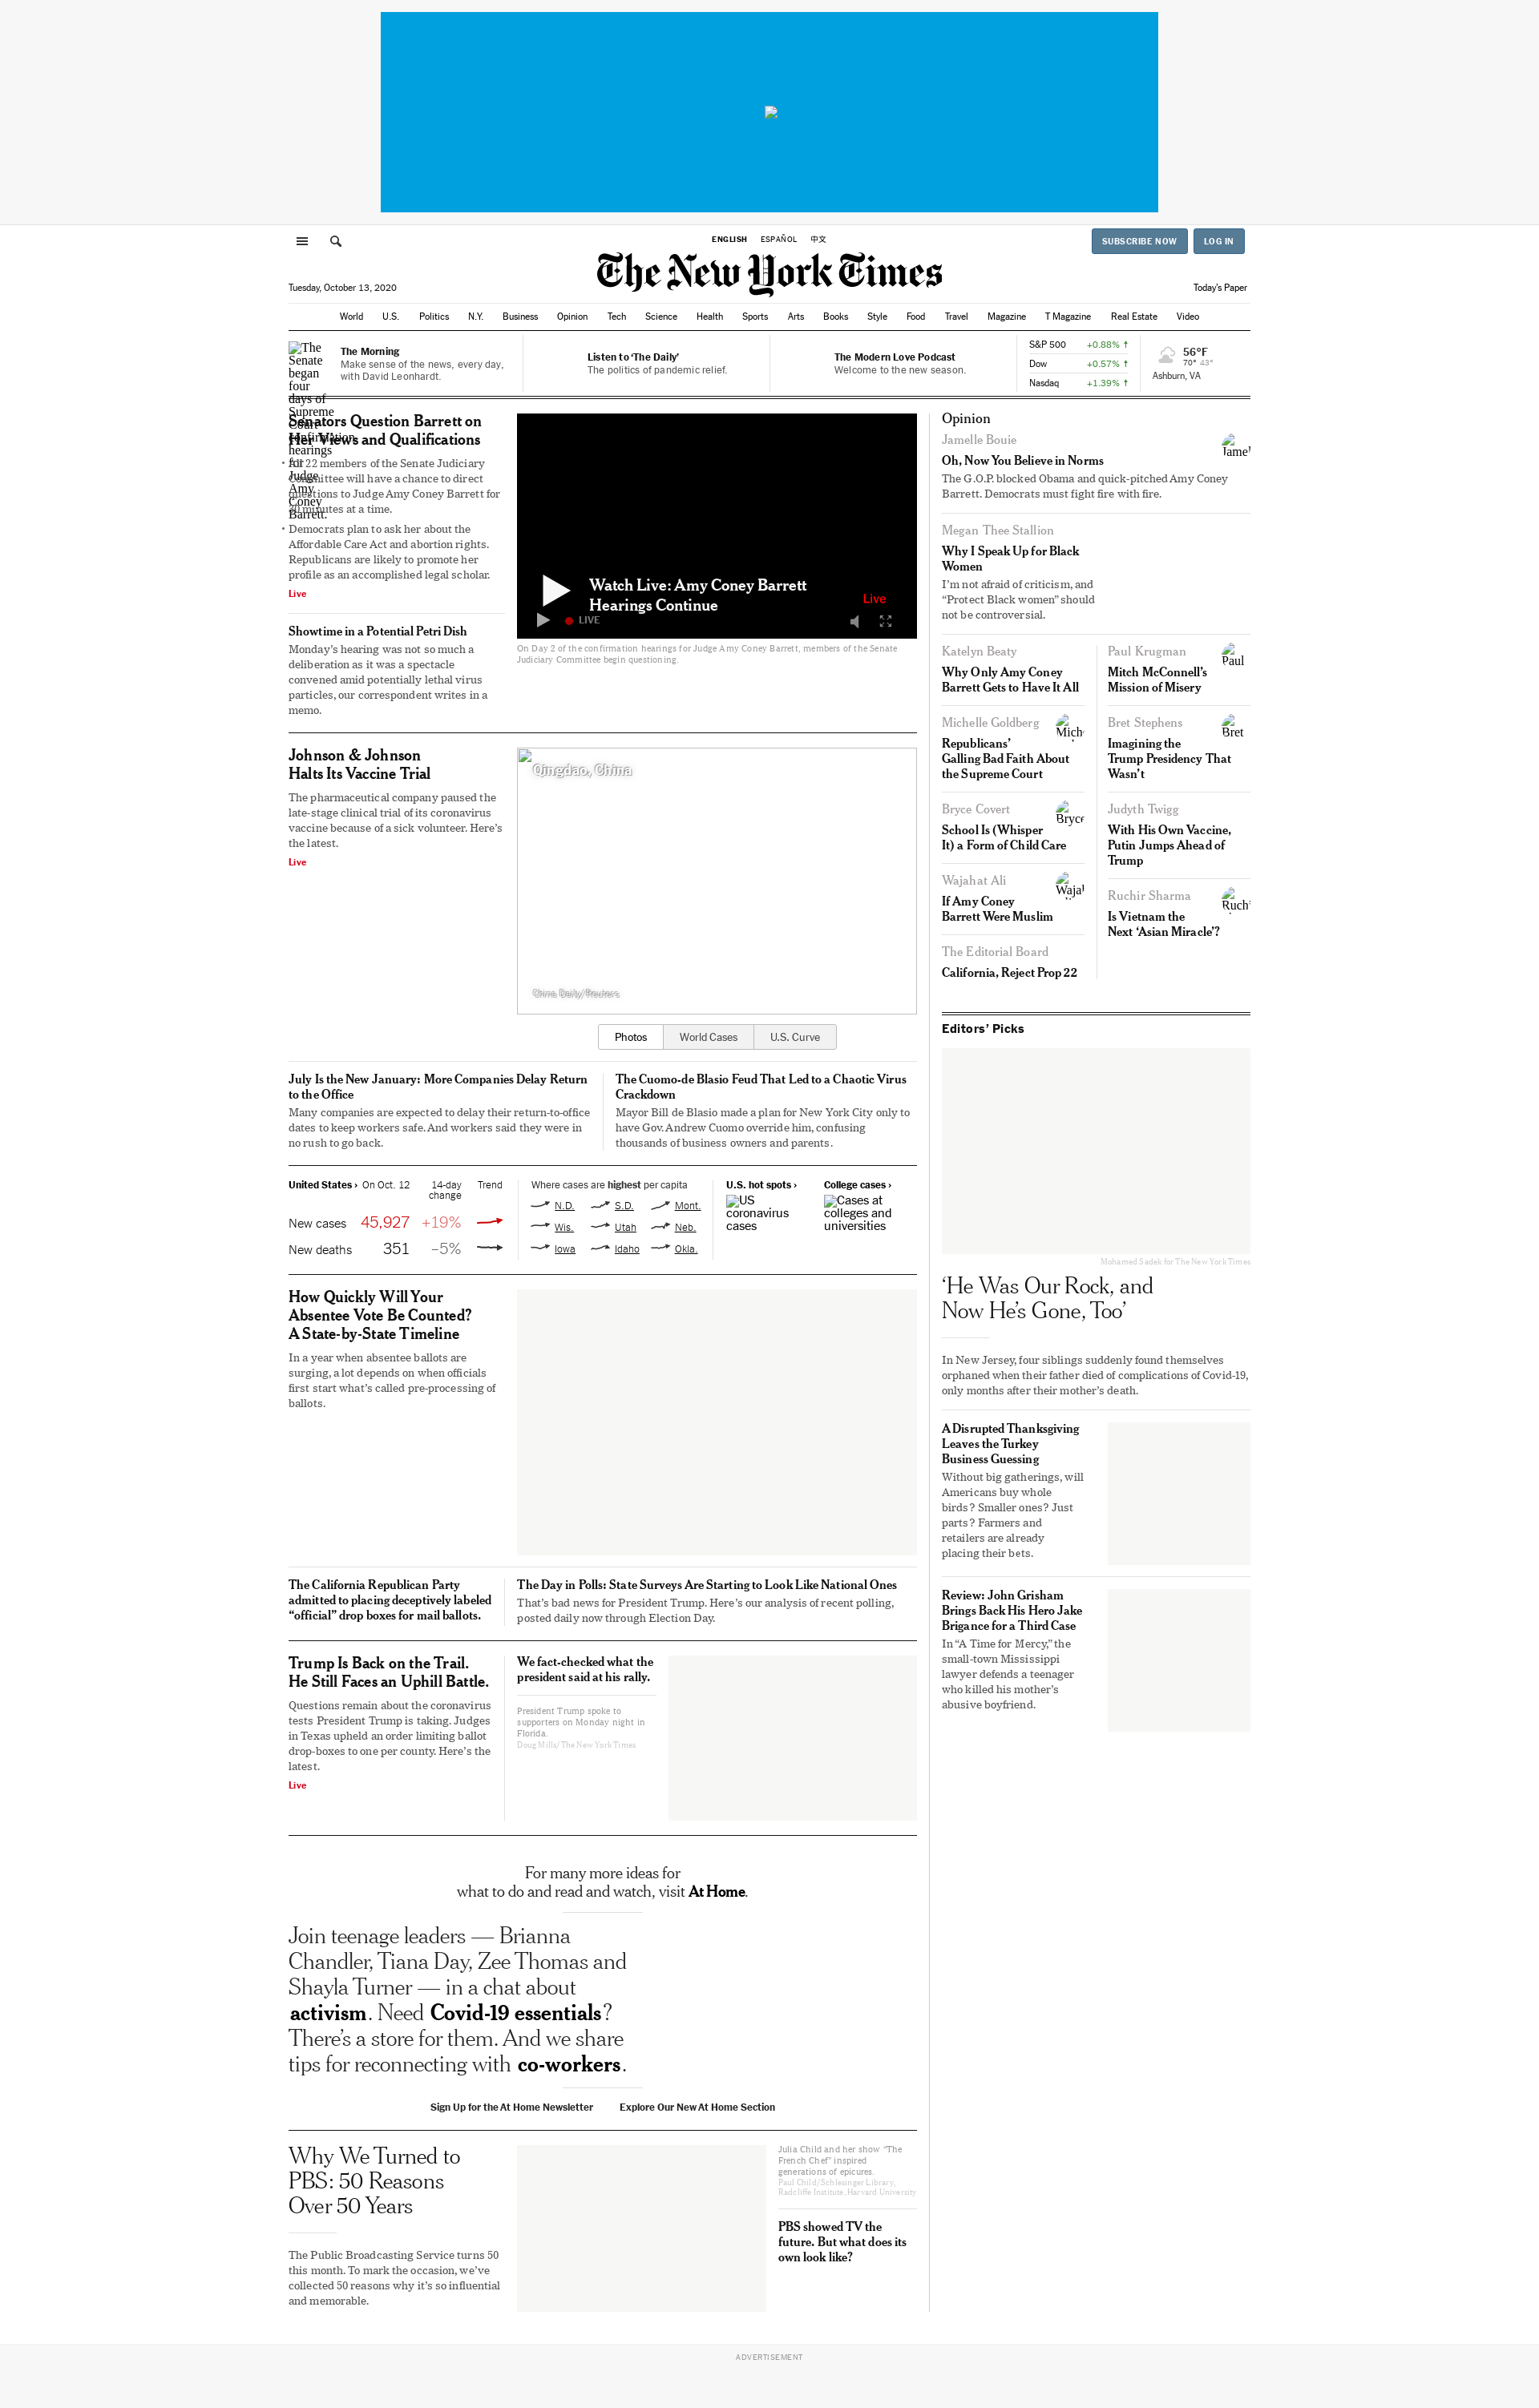 ENGLISH ESPAÑOL 中文
SUBSCRIBE NOW
LOG IN
The New York Times
Tuesday, October 13, 2020
Today's Paper
World U.S. Politics N.Y. Business Opinion Tech Science Health Sports Arts Books Style Food Travel Magazine T Magazine Real Estate Video
The Senate began four days of Supreme Court confirmation hearings for Judge Amy Coney Barrett.
The Morning
Make sense of the news, every day,
with David Leonhardt.
Listen to ‘The Daily’
The politics of pandemic relief.
The Modern Love Podcast
Welcome to the new season.
S&P 500 +0.88% ↑
Dow +0.57% ↑
Nasdaq +1.39% ↑
56°F
70° 43°
Ashburn, VA
Senators Question Barrett on
Her Views and Qualifications
• All 22 members of the Senate Judiciary
Committee will have a chance to direct
questions to Judge Amy Coney Barrett for
30 minutes at a time.
• Democrats plan to ask her about the
Affordable Care Act and abortion rights.
Republicans are likely to promote her
profile as an accomplished legal scholar.
Live
Showtime in a Potential Petri Dish
Monday’s hearing was not so much a
deliberation as it was a spectacle
convened amid potentially lethal virus
particles, our correspondent writes in a
memo.
Watch Live: Amy Coney Barrett
Hearings Continue
Live
LIVE
On Day 2 of the confirmation hearings for Judge Amy Coney Barrett, members of the Senate
Judiciary Committee begin questioning.
Johnson & Johnson
Halts Its Vaccine Trial
The pharmaceutical company paused the
late-stage clinical trial of its coronavirus
vaccine because of a sick volunteer. Here’s
the latest.
Live
Qingdao, China
China Daily/Reuters
Photos
World Cases
U.S. Curve
July Is the New January: More Companies Delay Return
to the Office
Many companies are expected to delay their return-to-office
dates to keep workers safe. And workers said they were in
no rush to go back.
The Cuomo-de Blasio Feud That Led to a Chaotic Virus
Crackdown
Mayor Bill de Blasio made a plan for New York City only to
have Gov. Andrew Cuomo override him, confusing
thousands of business owners and parents.
United States › On Oct. 12 14-day change Trend
New cases 45,927 +19%
New deaths 351 –5%
Where cases are highest per capita
N.D. S.D. Mont.
Wis. Utah Neb.
Iowa Idaho Okla.
U.S. hot spots ›
US
coronavirus
cases
College cases ›
Cases at
colleges and
universities
How Quickly Will Your
Absentee Vote Be Counted?
A State-by-State Timeline
In a year when absentee ballots are
surging, a lot depends on when officials
first start what’s called pre-processing of
ballots.
The California Republican Party
admitted to placing deceptively labeled
“official” drop boxes for mail ballots.
The Day in Polls: State Surveys Are Starting to Look Like National Ones
That’s bad news for President Trump. Here’s our analysis of recent polling,
posted daily now through Election Day.
Trump Is Back on the Trail.
He Still Faces an Uphill Battle.
Questions remain about the coronavirus
tests President Trump is taking. Judges
in Texas upheld an order limiting ballot
drop-boxes to one per county. Here’s the
latest.
Live
We fact-checked what the
president said at his rally.
President Trump spoke to
supporters on Monday night in
Florida.
Doug Mills/The New York Times
For many more ideas for
what to do and read and watch, visit At Home.
Join teenage leaders — Brianna
Chandler, Tiana Day, Zee Thomas and
Shayla Turner — in a chat about
activism. Need Covid-19 essentials?
There’s a store for them. And we share
tips for reconnecting with co-workers.
Sign Up for the At Home Newsletter
Explore Our New At Home Section
Why We Turned to
PBS: 50 Reasons
Over 50 Years
The Public Broadcasting Service turns 50
this month. To mark the occasion, we’ve
collected 50 reasons why it’s so influential
and memorable.
Julia Child and her show “The
French Chef” inspired
generations of epicures.
Paul Child/Schlesinger Library,
Radcliffe Institute, Harvard University
PBS showed TV the
future. But what does its
own look like?
Opinion
Jamelle Bouie
Jamel
Oh, Now You Believe in Norms
The G.O.P. blocked Obama and quick-pitched Amy Coney
Barrett. Democrats must fight fire with fire.
Megan Thee Stallion
Why I Speak Up for Black
Women
I’m not afraid of criticism, and
“Protect Black women” should
not be controversial.
Katelyn Beaty
Why Only Amy Coney
Barrett Gets to Have It All
Michelle Goldberg
Miche
Republicans’
Galling Bad Faith About
the Supreme Court
Bryce Covert
Bryce
School Is (Whisper
It) a Form of Child Care
Wajahat Ali
Wajal
If Amy Coney
Barrett Were Muslim
The Editorial Board
California, Reject Prop 22
Paul Krugman
Paul
Mitch McConnell’s
Mission of Misery
Bret Stephens
Bret
Imagining the
Trump Presidency That
Wasn’t
Judyth Twigg
With His Own Vaccine,
Putin Jumps Ahead of
Trump
Ruchir Sharma
Ruchi
Is Vietnam the
Next ‘Asian Miracle’?
Editors’ Picks
Mohamed Sadek for The New York Times
‘He Was Our Rock, and
Now He’s Gone, Too’
In New Jersey, four siblings suddenly found themselves
orphaned when their father died of complications of Covid-19,
only months after their mother’s death.
A Disrupted Thanksgiving
Leaves the Turkey
Business Guessing
Without big gatherings, will
Americans buy whole
birds? Smaller ones? Just
parts? Farmers and
retailers are already
placing their bets.
Review: John Grisham
Brings Back His Hero Jake
Brigance for a Third Case
In “A Time for Mercy,” the
small-town Mississippi
lawyer defends a teenager
who killed his mother’s
abusive boyfriend.
ADVERTISEMENT